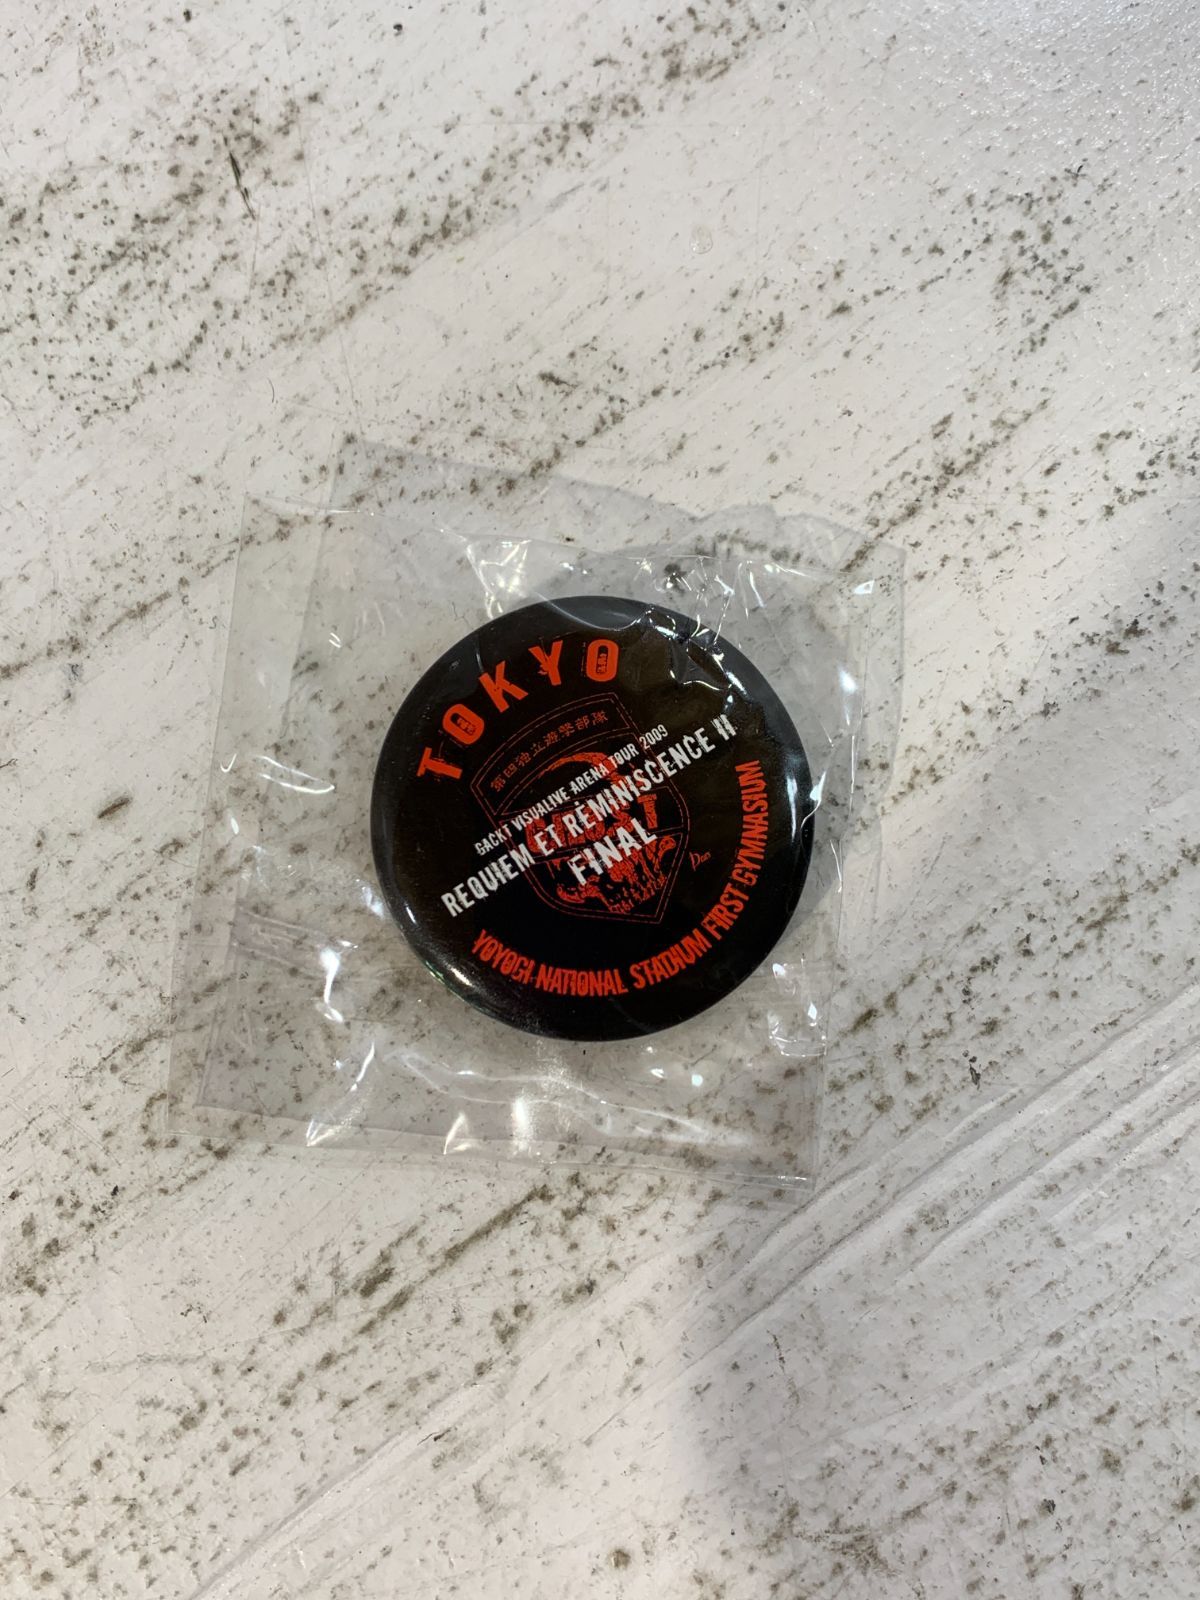 TOKYO
第四独立遊撃部隊
GACKT VISUALIVE ARENA TOUR 2009
REQUIEM ET REMINISCENCE II
FINAL
GHOST
YOYOGI NATIONAL STADIUM FIRST GYMNASIUM